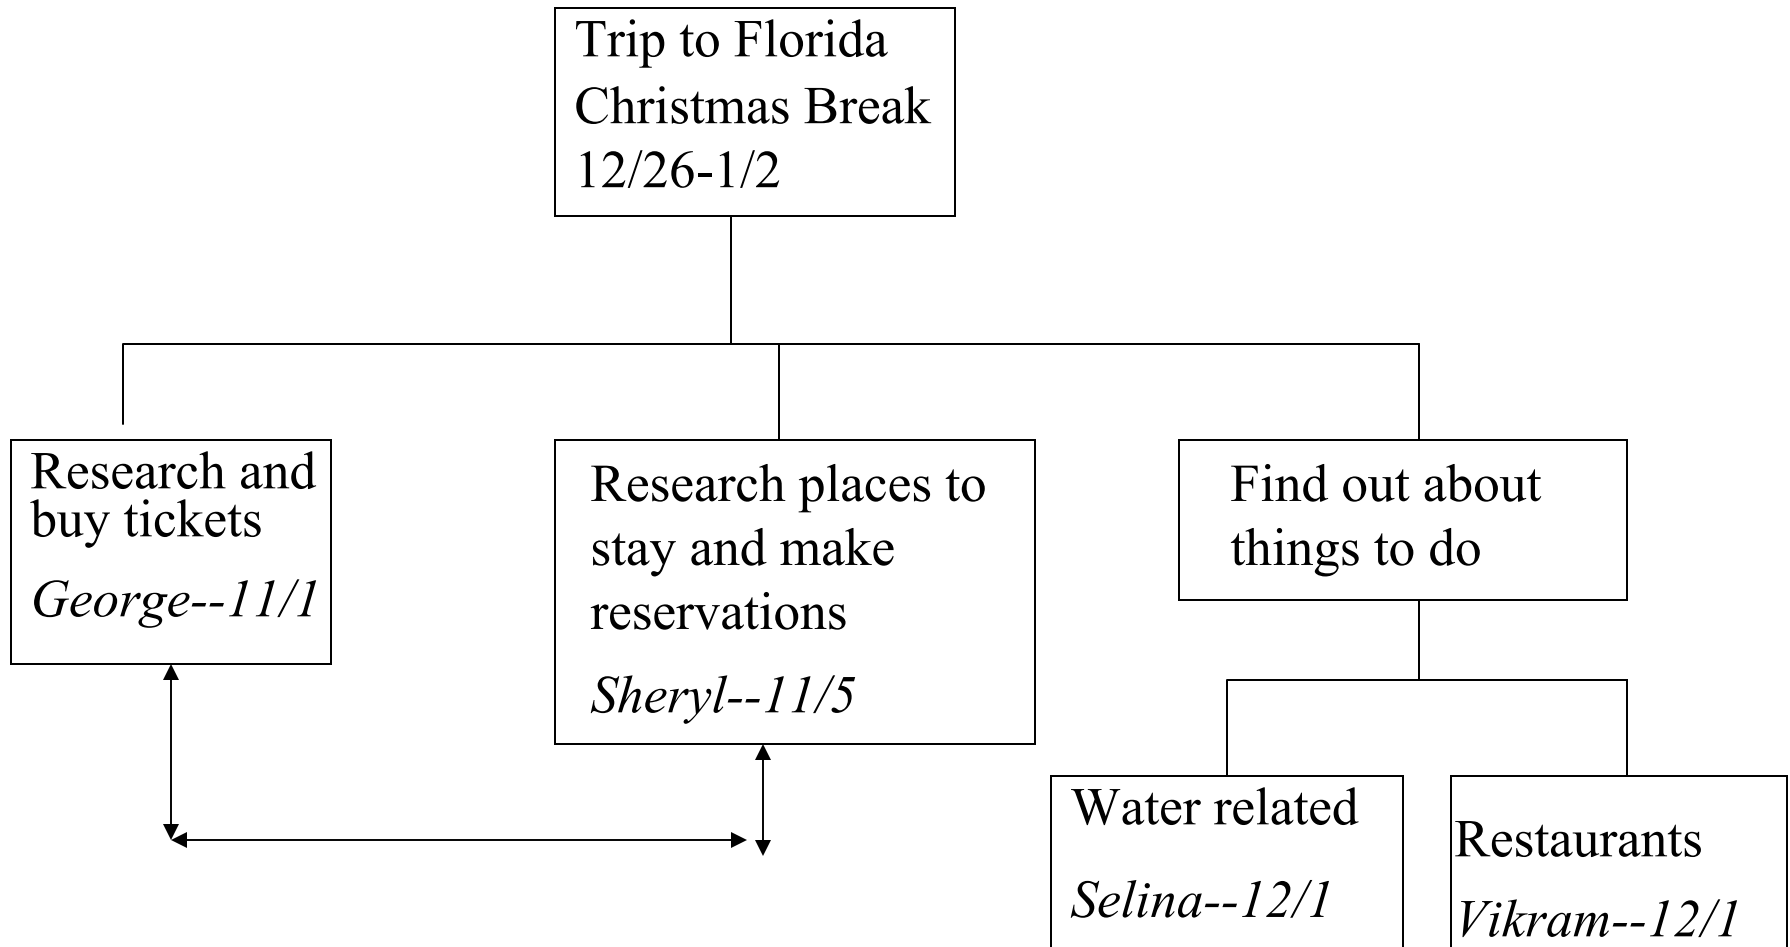 Trip to Florida
Christmas Break
12/26-1/2
Research and
buy tickets
George--11/1
Research places to
stay and make
reservations
Sheryl--11/5
Find out about
things to do
Water related
Selina--12/1
Restaurants
Vikram--12/1